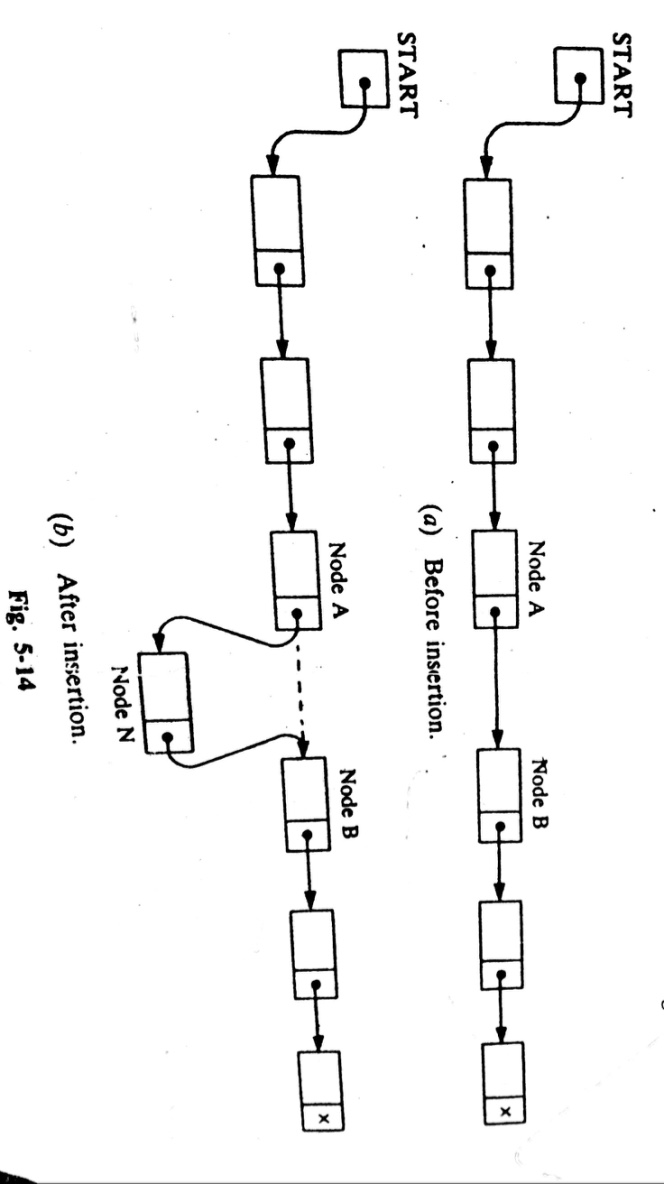 START
Node A
Node B
x
(a) Before insertion.
START
Node A
Node B
x
Node N
(b) After insertion.
Fig. 5-14